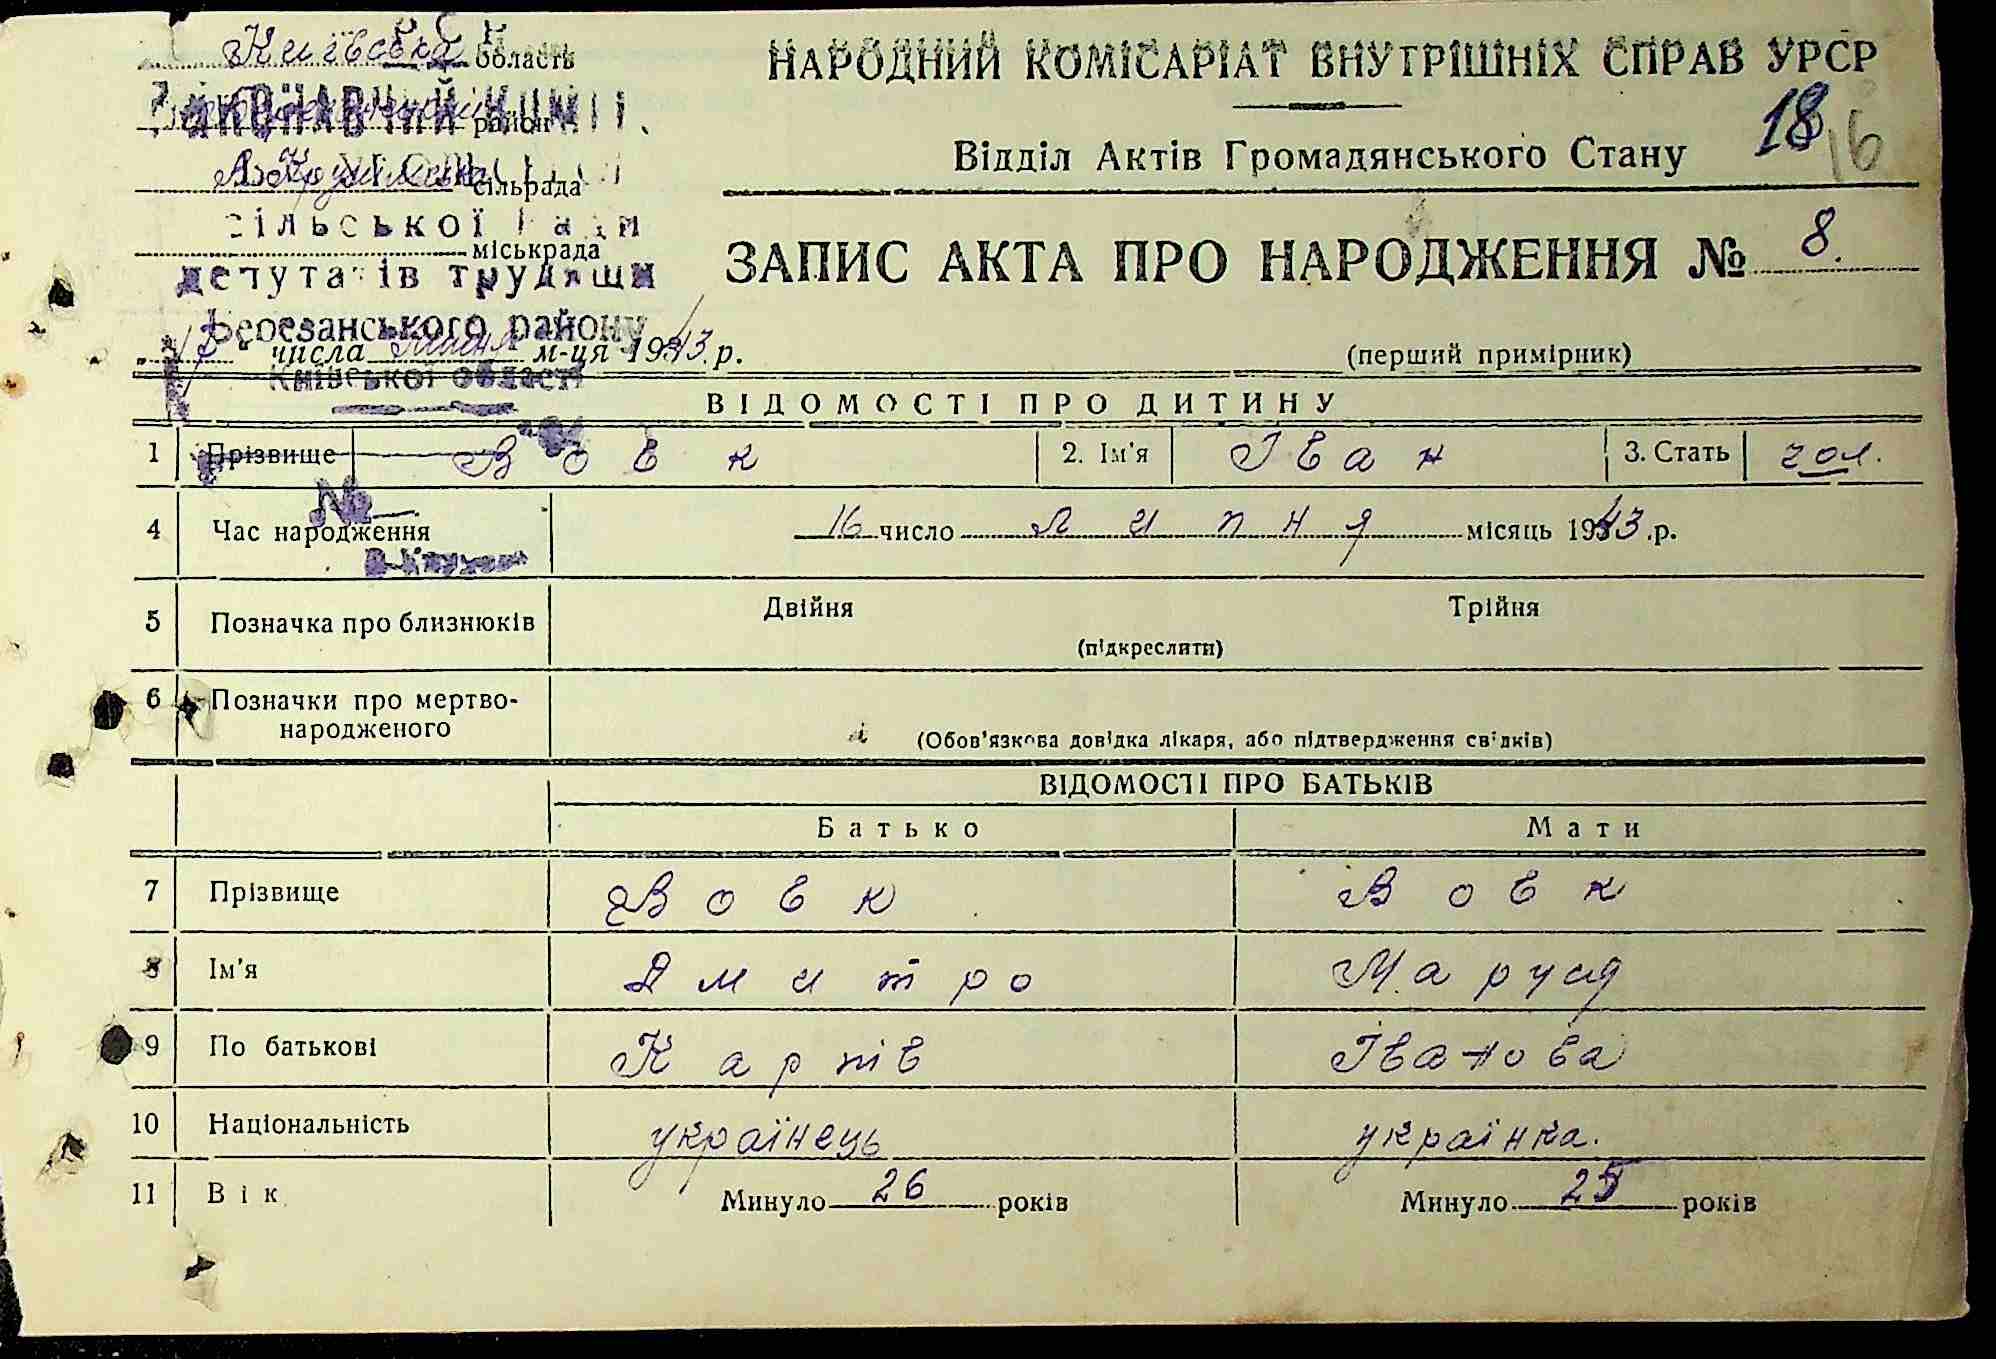 Київська область
НАРОДНИЙ КОМІСАРІАТ ВНУТРІШНІХ СПРАВ УРСР
район
18 16
Відділ Актів Громадянського Стану
сільрада
сільської Ради
міськрада
ЗАПИС АКТА ПРО НАРОДЖЕННЯ № 8.
депутатів трудящи
Березанського району
числа м-ця 1943 р.
(перший примірник)
Київської області
ВІДОМОСТІ ПРО ДИТИНУ
1 Прізвище Вовк 2. Ім'я Іван 3. Стать чол.
№
4 Час народження 16 число Липня місяць 1943 .р.
5 Позначка про близнюків Двійня Трійня
(підкреслити)
6 Позначки про мертво-
народженого
(Обов'язкова довідка лікаря, або підтвердження свідків)
ВІДОМОСТІ ПРО БАТЬКІВ
Батько Мати
7 Прізвище Вовк Вовк
8 Ім'я Дмитро Маруся
9 По батькові Карпів Іванова
10 Національність українець українка.
11 Вік Минуло 26 років Минуло 25 років